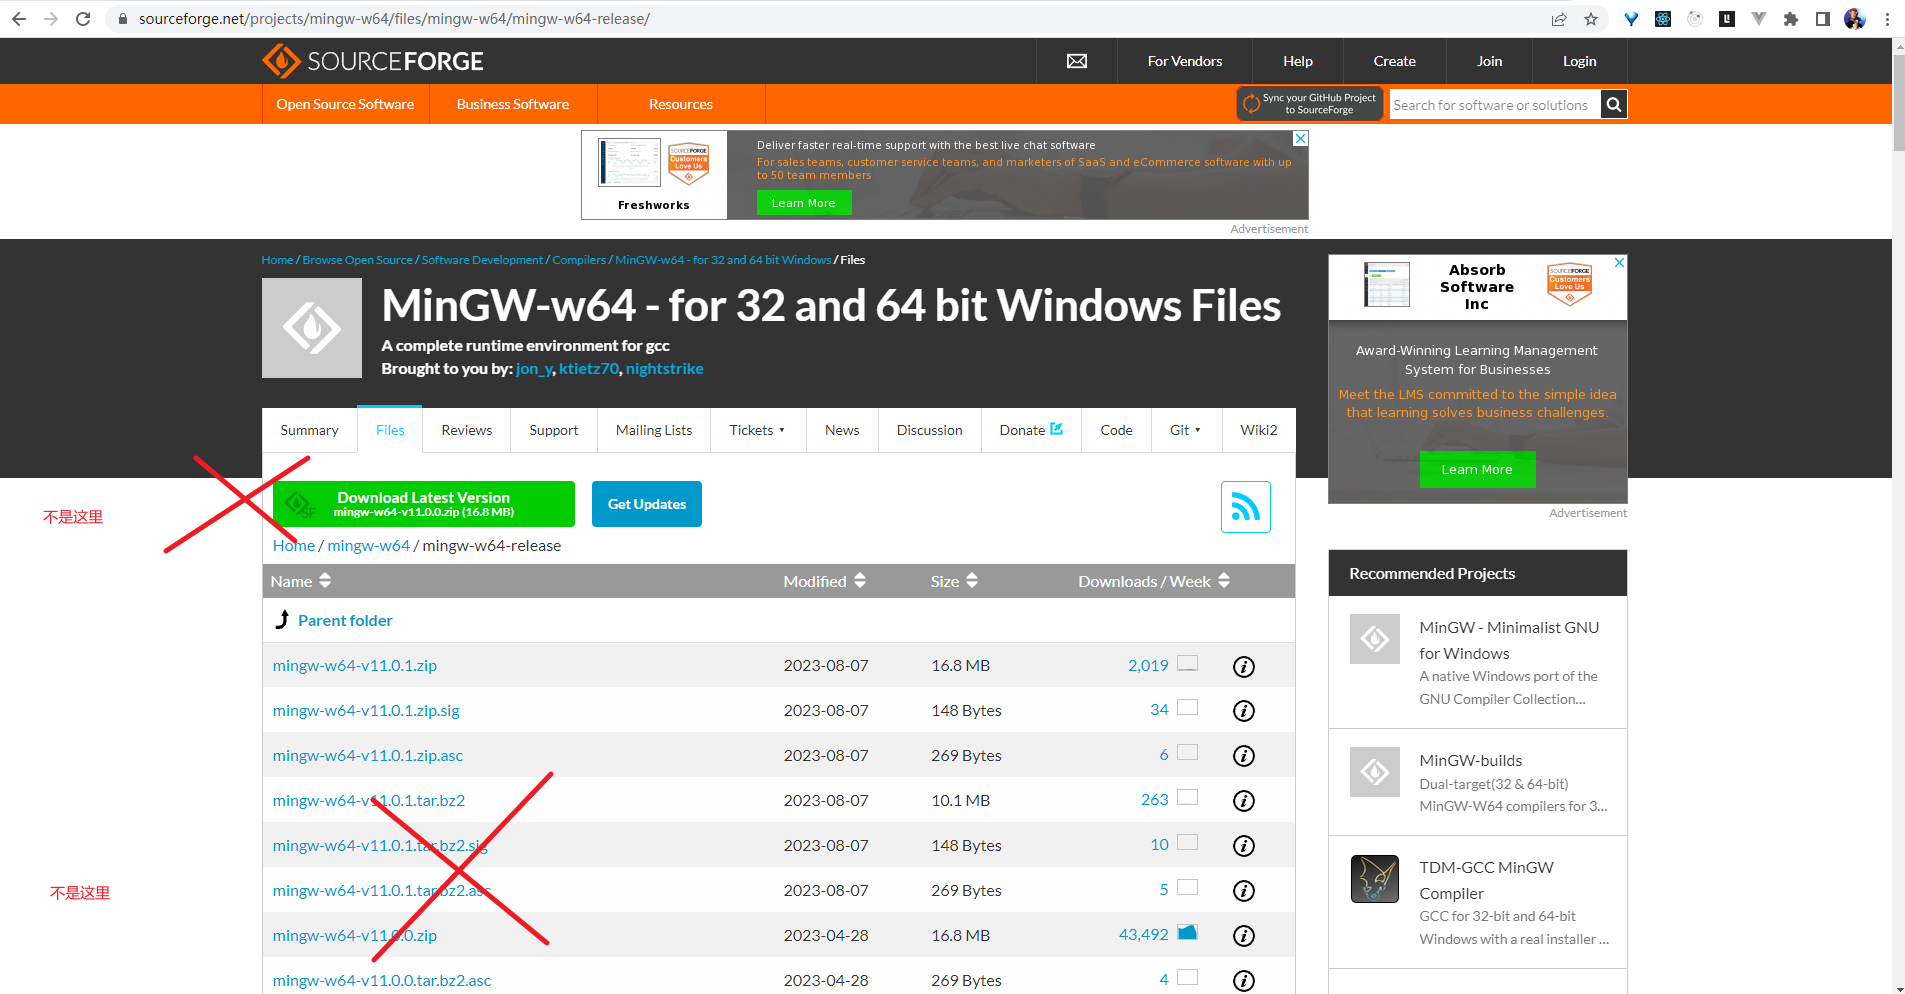 sourceforge.net/projects/mingw-w64/files/mingw-w64/mingw-w64-release/
SOURCEFORGE
For Vendors
Help
Create
Join
Login
Open Source Software
Business Software
Resources
Sync your GitHub Project
to SourceForge
Search for software or solutions
SOURCEFORGE
Customers
Love Us
Freshworks
Deliver faster real-time support with the best live chat software
For sales teams, customer service teams, and marketers of SaaS and eCommerce software with up
to 50 team members
Learn More
Advertisement
Home / Browse Open Source / Software Development / Compilers / MinGW-w64 - for 32 and 64 bit Windows / Files
MinGW-w64 - for 32 and 64 bit Windows Files
A complete runtime environment for gcc
Brought to you by: jon_y, ktietz70, nightstrike
Absorb
Software
Inc
SOURCEFORGE
Customers
Love Us
Award-Winning Learning Management
System for Businesses
Meet the LMS committed to the simple idea
that learning solves business challenges.
Learn More
Advertisement
Summary
Files
Reviews
Support
Mailing Lists
Tickets
News
Discussion
Donate
Code
Git
Wiki2
不是这里
SF
Download Latest Version
mingw-w64-v11.0.0.zip (16.8 MB)
Get Updates
Home / mingw-w64 / mingw-w64-release
Name Modified Size Downloads / Week
Parent folder
mingw-w64-v11.0.1.zip 2023-08-07 16.8 MB 2,019
mingw-w64-v11.0.1.zip.sig 2023-08-07 148 Bytes 34
mingw-w64-v11.0.1.zip.asc 2023-08-07 269 Bytes 6
mingw-w64-v11.0.1.tar.bz2 2023-08-07 10.1 MB 263
mingw-w64-v11.0.1.tar.bz2.sig 2023-08-07 148 Bytes 10
mingw-w64-v11.0.1.tar.bz2.asc 2023-08-07 269 Bytes 5
mingw-w64-v11.0.0.zip 2023-04-28 16.8 MB 43,492
mingw-w64-v11.0.0.tar.bz2.asc 2023-04-28 269 Bytes 4
不是这里
Recommended Projects
MinGW - Minimalist GNU
for Windows
A native Windows port of the
GNU Compiler Collection...
MinGW-builds
Dual-target(32 & 64-bit)
MinGW-W64 compilers for 3...
TDM-GCC MinGW
Compiler
GCC for 32-bit and 64-bit
Windows with a real installer ...